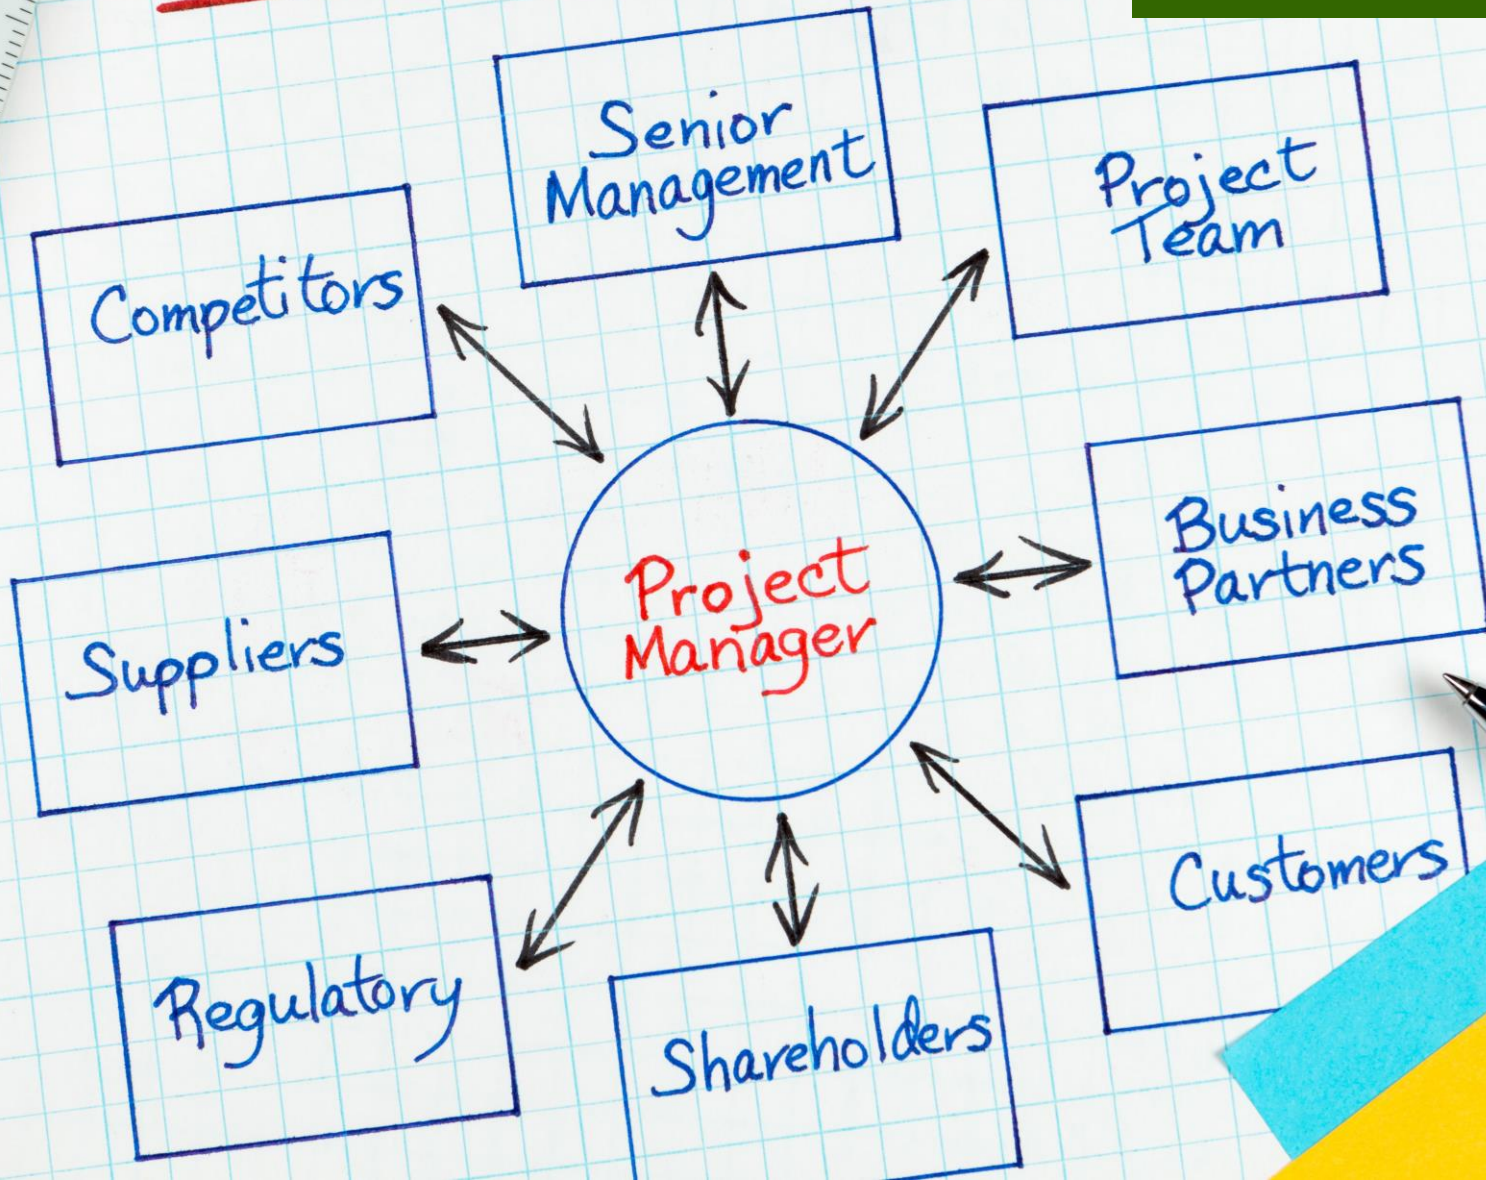 Senior
Management
Project
Team
Competitors
Project
Manager
Business
Partners
Suppliers
Customers
Regulatory
Shareholders